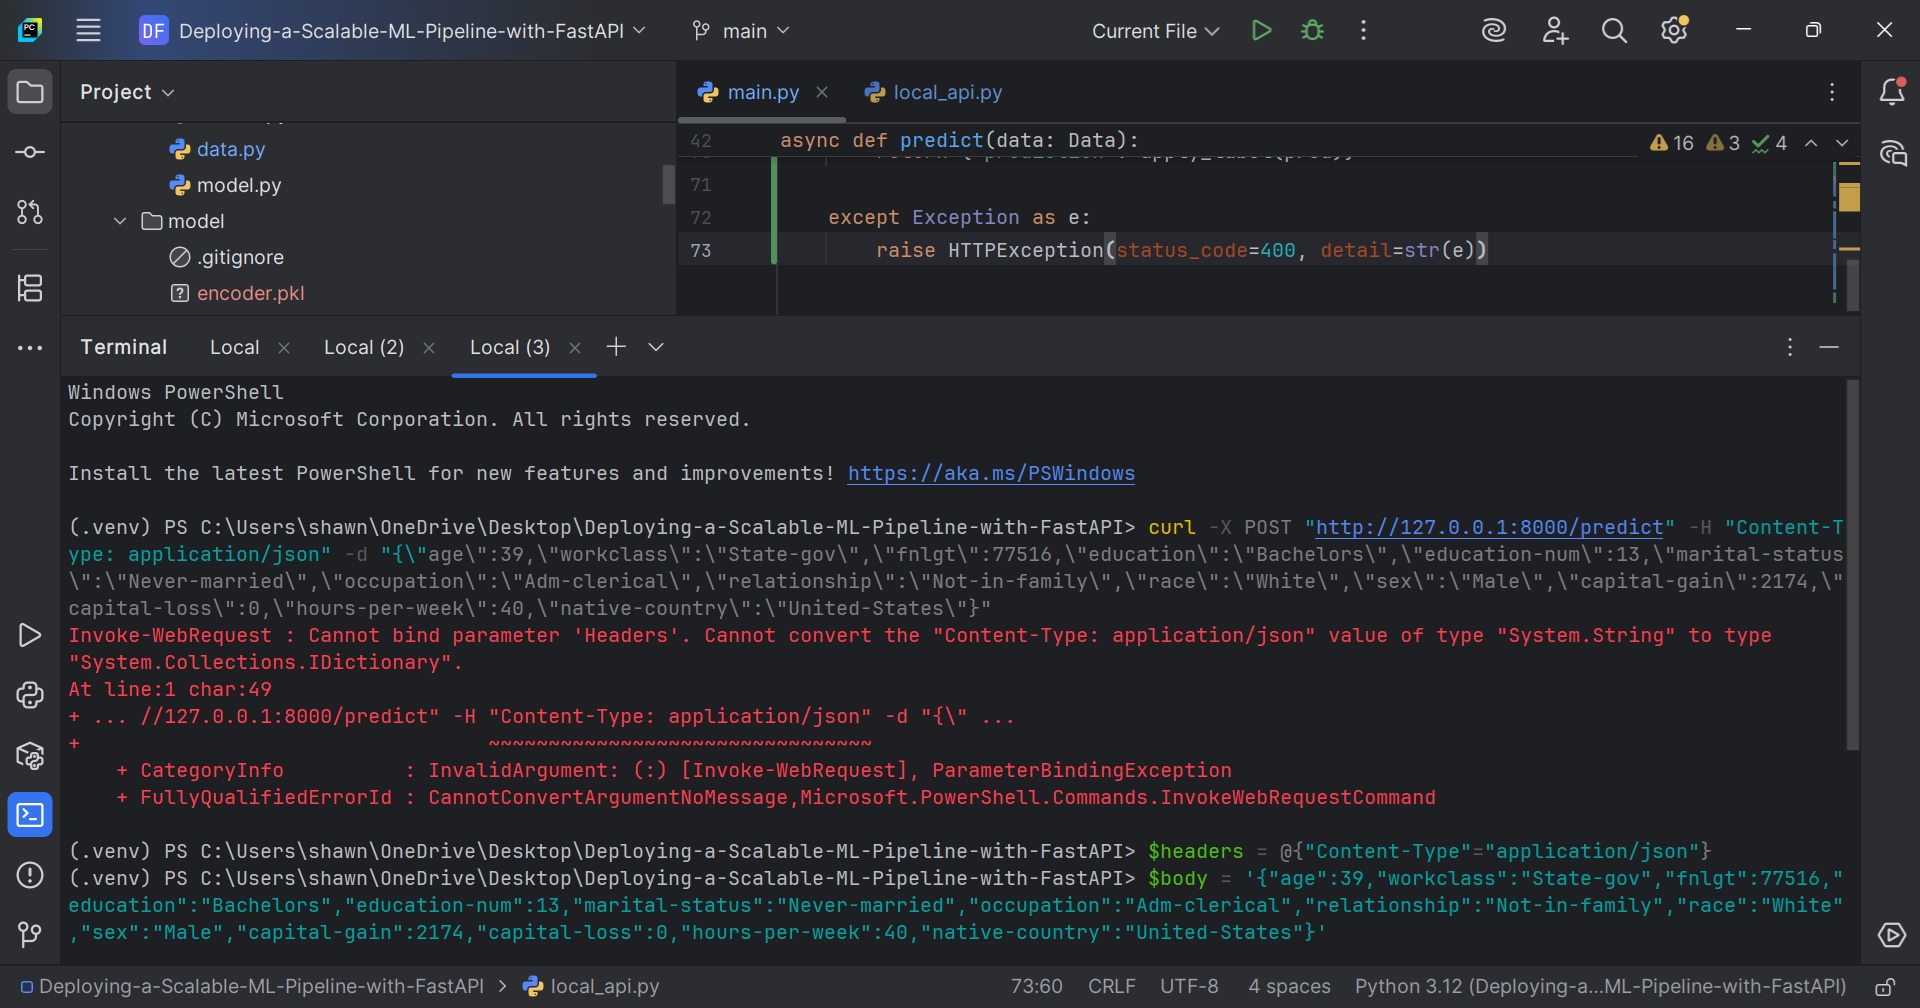 DF Deploying-a-Scalable-ML-Pipeline-with-FastAPI main Current File
Project
data.py
model.py
model
.gitignore
encoder.pkl
main.py local_api.py
42 async def predict(data: Data): 16 3 4
71
72 except Exception as e:
73 raise HTTPException(status_code=400, detail=str(e))
Terminal Local Local (2) Local (3)
Windows PowerShell
Copyright (C) Microsoft Corporation. All rights reserved.
Install the latest PowerShell for new features and improvements! https://aka.ms/PSWindows
(.venv) PS C:\Users\shawn\OneDrive\Desktop\Deploying-a-Scalable-ML-Pipeline-with-FastAPI> curl -X POST "http://127.0.0.1:8000/predict" -H "Content-T
ype: application/json" -d "{\"age\":39,\"workclass\":\"State-gov\",\"fnlgt\":77516,\"education\":\"Bachelors\",\"education-num\":13,\"marital-status
\":\"Never-married\",\"occupation\":\"Adm-clerical\",\"relationship\":\"Not-in-family\",\"race\":\"White\",\"sex\":\"Male\",\"capital-gain\":2174,\"
capital-loss\":0,\"hours-per-week\":40,\"native-country\":\"United-States\"}"
Invoke-WebRequest : Cannot bind parameter 'Headers'. Cannot convert the "Content-Type: application/json" value of type "System.String" to type
"System.Collections.IDictionary".
At line:1 char:49
+ ... //127.0.0.1:8000/predict" -H "Content-Type: application/json" -d "{\" ...
+ ~~~~~~~~~~~~~~~~~~~~~~~~~~~~~~~~
+ CategoryInfo : InvalidArgument: (:) [Invoke-WebRequest], ParameterBindingException
+ FullyQualifiedErrorId : CannotConvertArgumentNoMessage,Microsoft.PowerShell.Commands.InvokeWebRequestCommand
(.venv) PS C:\Users\shawn\OneDrive\Desktop\Deploying-a-Scalable-ML-Pipeline-with-FastAPI> $headers = @{"Content-Type"="application/json"}
(.venv) PS C:\Users\shawn\OneDrive\Desktop\Deploying-a-Scalable-ML-Pipeline-with-FastAPI> $body = '{"age":39,"workclass":"State-gov","fnlgt":77516,"
education":"Bachelors","education-num":13,"marital-status":"Never-married","occupation":"Adm-clerical","relationship":"Not-in-family","race":"White"
,"sex":"Male","capital-gain":2174,"capital-loss":0,"hours-per-week":40,"native-country":"United-States"}'
Deploying-a-Scalable-ML-Pipeline-with-FastAPI > local_api.py 73:60 CRLF UTF-8 4 spaces Python 3.12 (Deploying-a...ML-Pipeline-with-FastAPI)